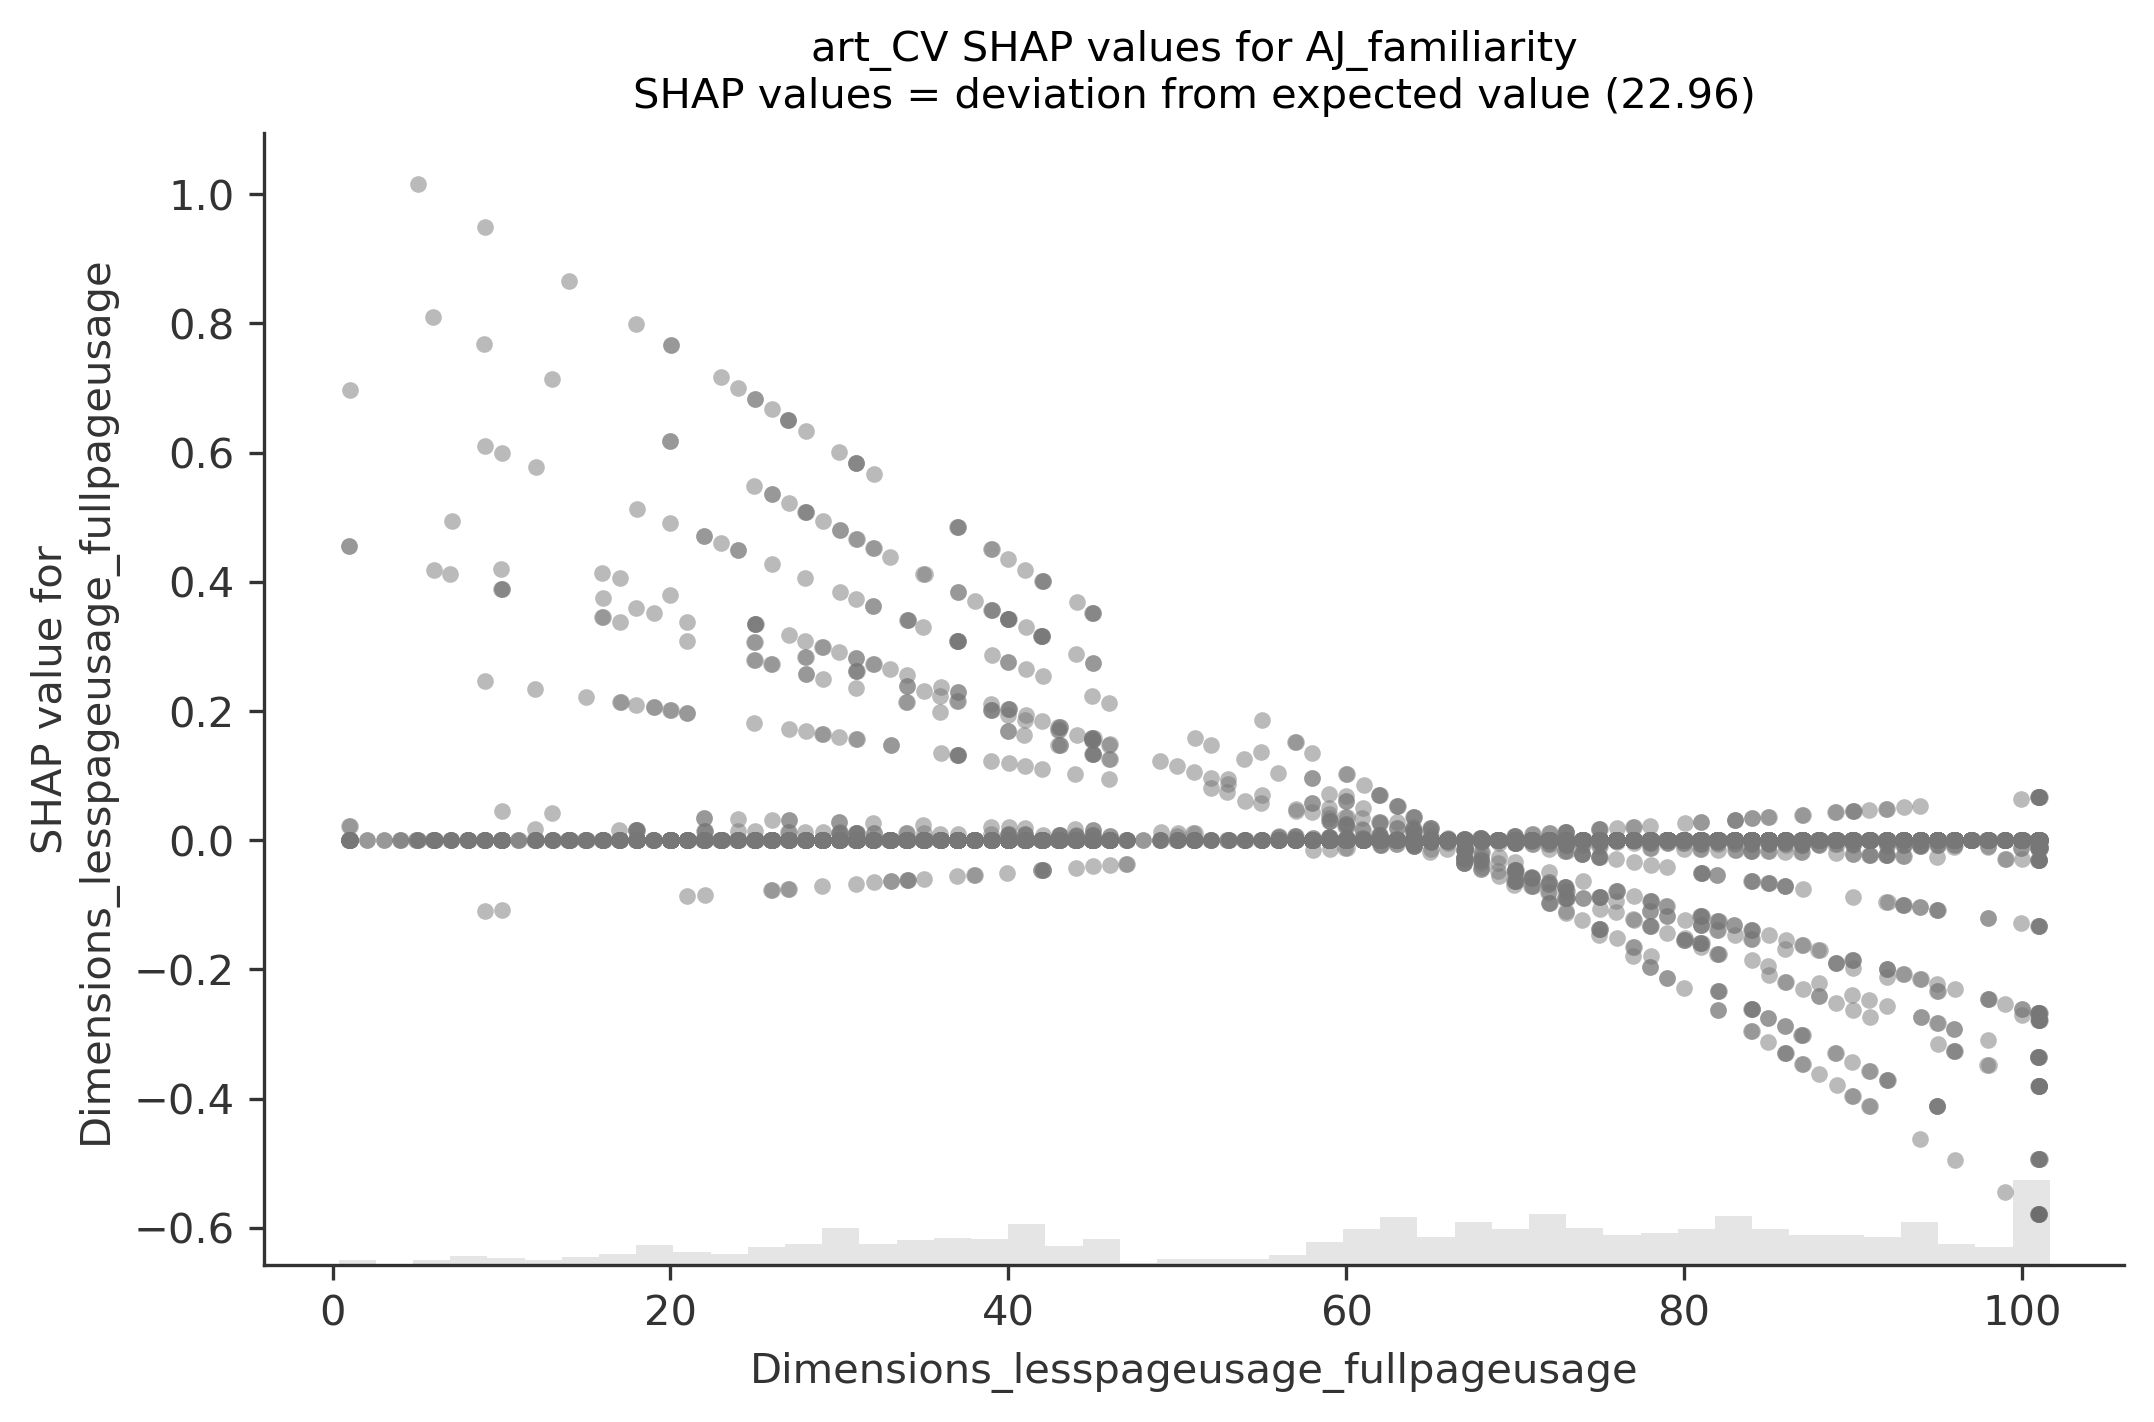 art_CV SHAP values for AJ_familiarity
SHAP values = deviation from expected value (22.96)
SHAP value for
Dimensions_lesspageusage_fullpageusage
1.0
0.8
0.6
0.4
0.2
0.0
−0.2
−0.4
−0.6
0 20 40 60 80 100
Dimensions_lesspageusage_fullpageusage